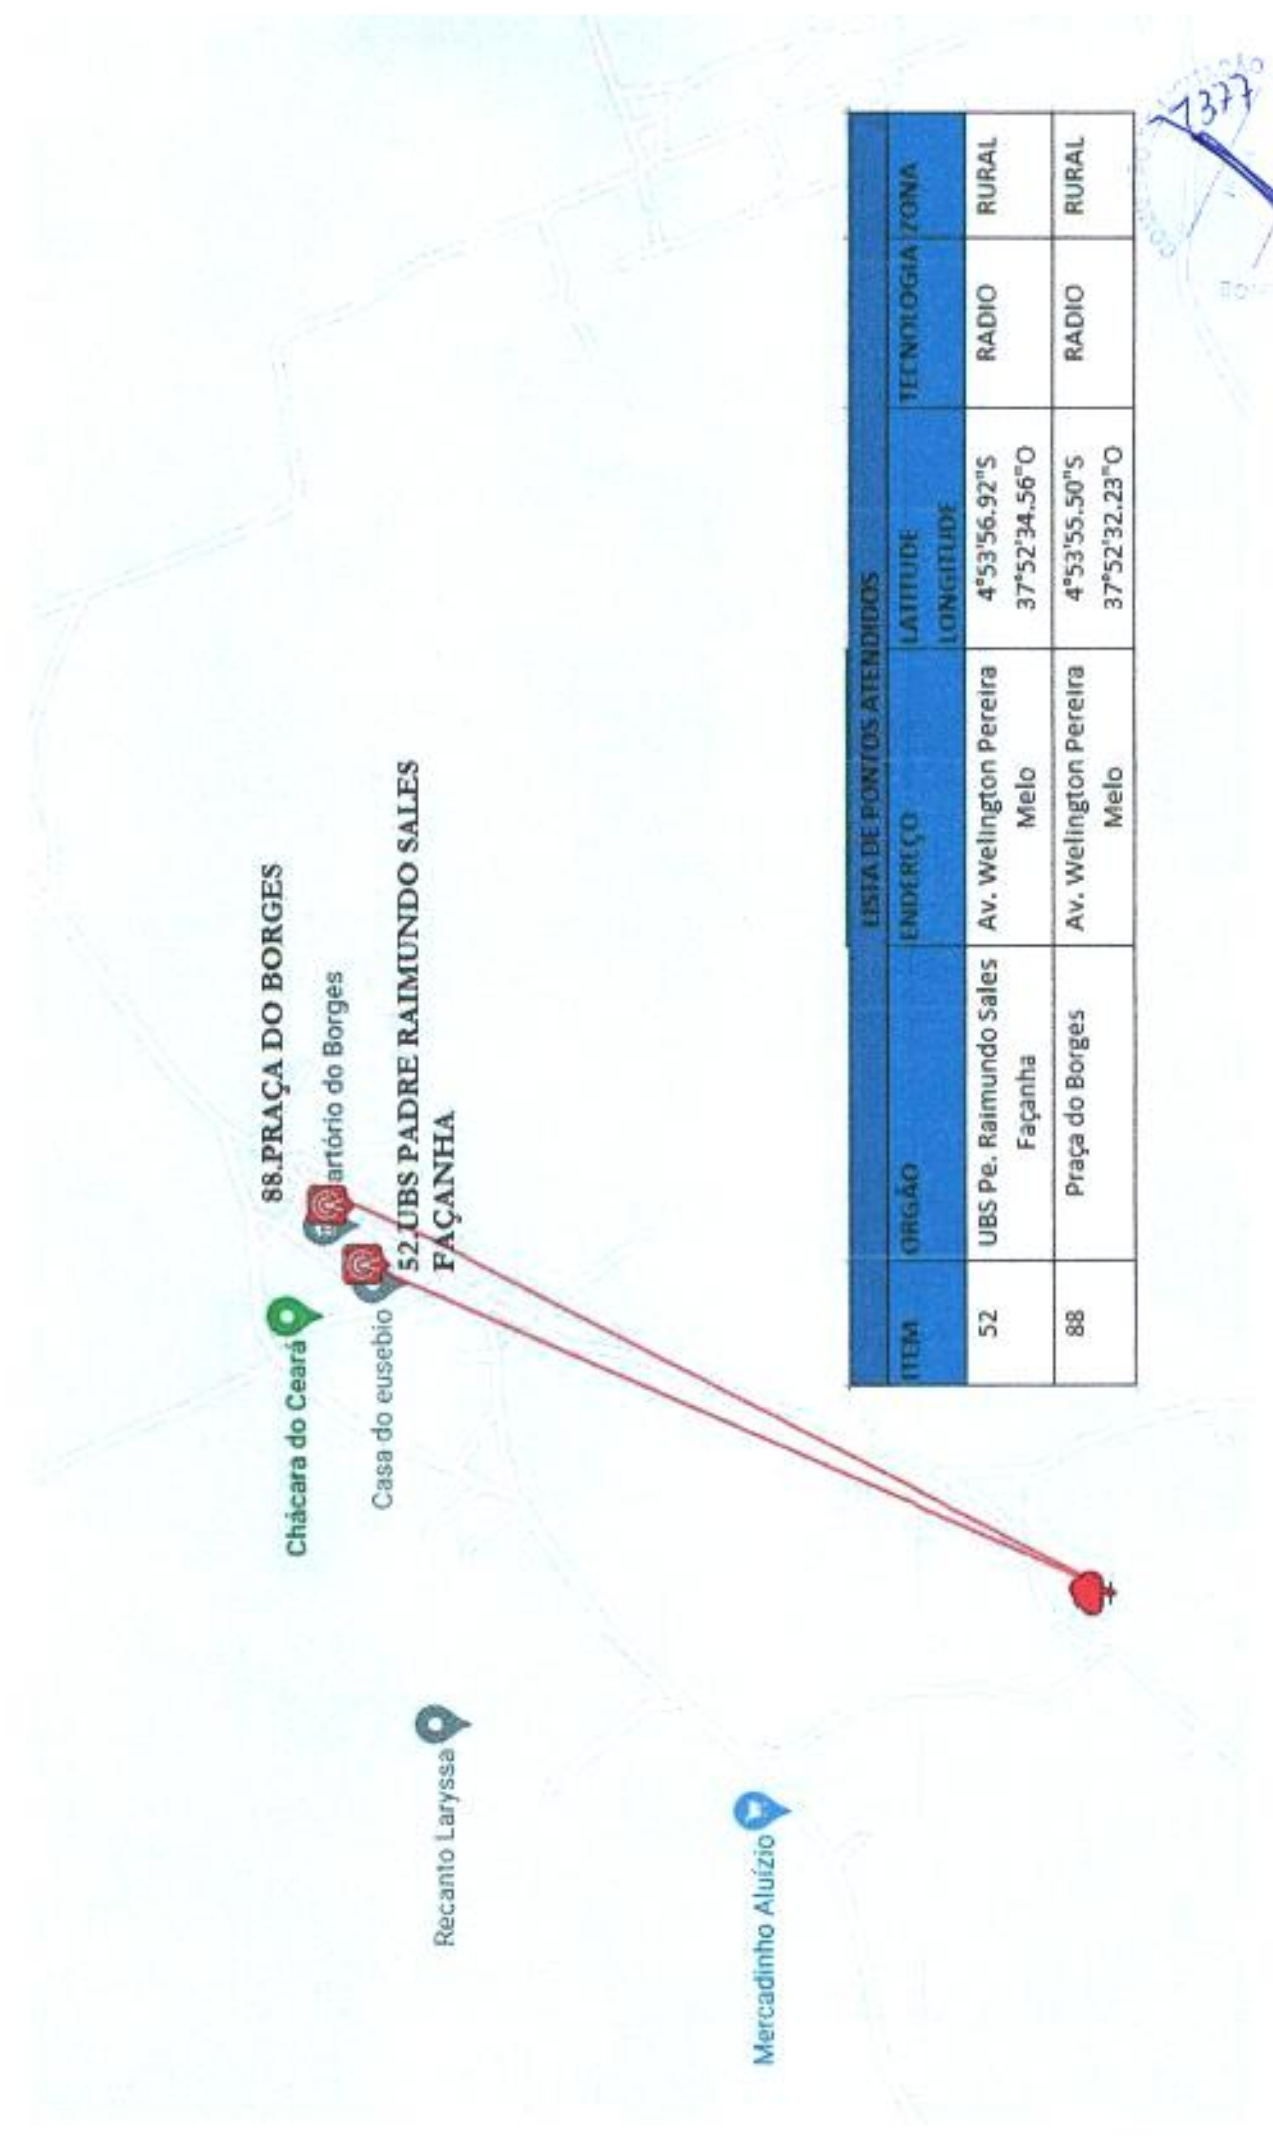 88.PRAÇA DO BORGES
artório do Borges
Chácara do Ceará
52.UBS PADRE RAIMUNDO SALES
FAÇANHA
Casa do eusebio
Recanto Laryssa
Mercadinho Aluízio
LISTA DE PONTOS ATENDIDOS
ITEM ORGÃO ENDEREÇO LATITUDE TECNOLOGIA ZONA
LONGITUDE
52 UBS Pe. Raimundo Sales Av. Welington Pereira 4°53'56.92"S RADIO RURAL
Façanha Melo 37°52'34.56"O
88 Praça do Borges Av. Welington Pereira 4°53'55.50"S RADIO RURAL
Melo 37°52'32.23"O
1377